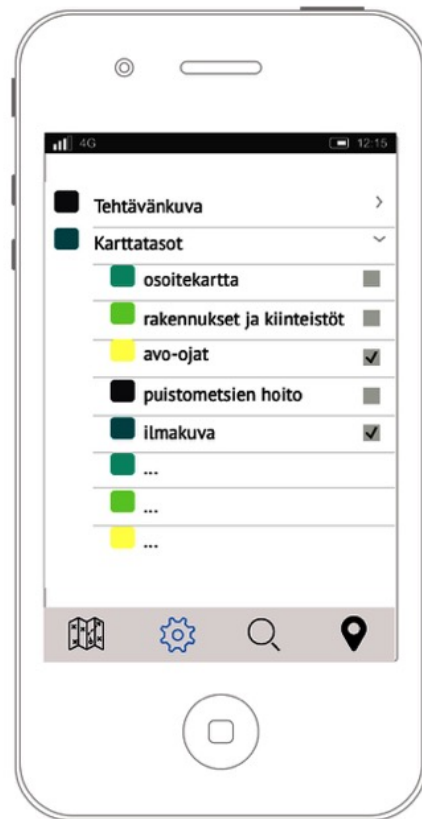 4G 12:15
Tehtävänkuva
Karttatasot
osoitekartta
rakennukset ja kiinteistöt
avo-ojat
puistometsien hoito
ilmakuva
...
...
...